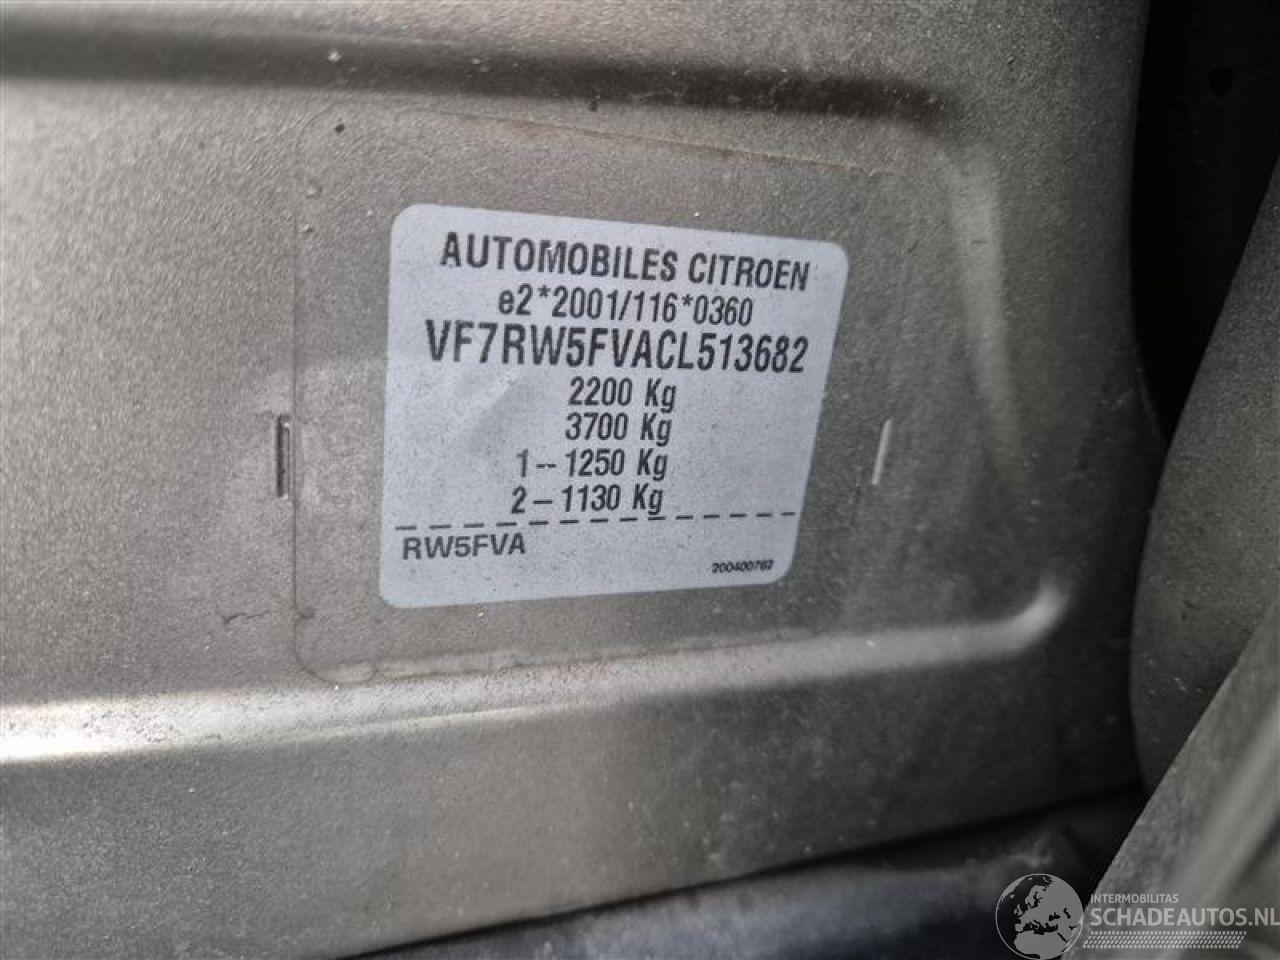 AUTOMOBILES CITROEN
e2*2001/116*0360
VF7RW5FVACL513682
2200 Kg
3700 Kg
1--1250 Kg
2-1130 Kg
RW5FVA
200400762
INTERMOBILITAS
SCHADEAUTOS.NL